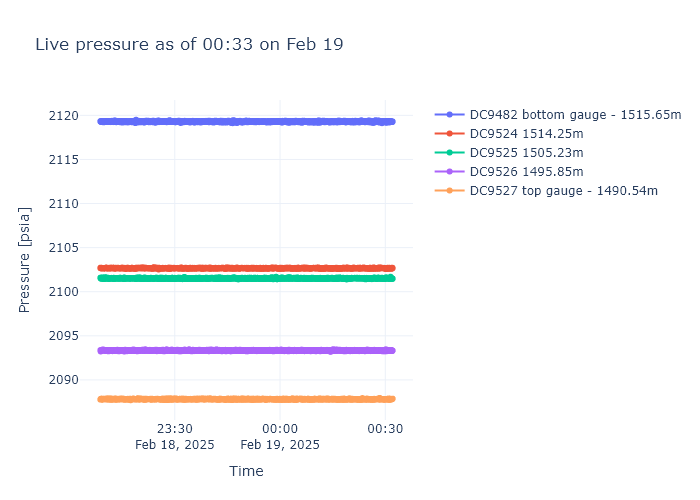 Live pressure as of 00:33 on Feb 19
DC9482 bottom gauge - 1515.65m
DC9524 1514.25m
DC9525 1505.23m
DC9526 1495.85m
DC9527 top gauge - 1490.54m
Pressure [psia]
2120
2115
2110
2105
2100
2095
2090
23:30
Feb 18, 2025
00:00
Feb 19, 2025
00:30
Time